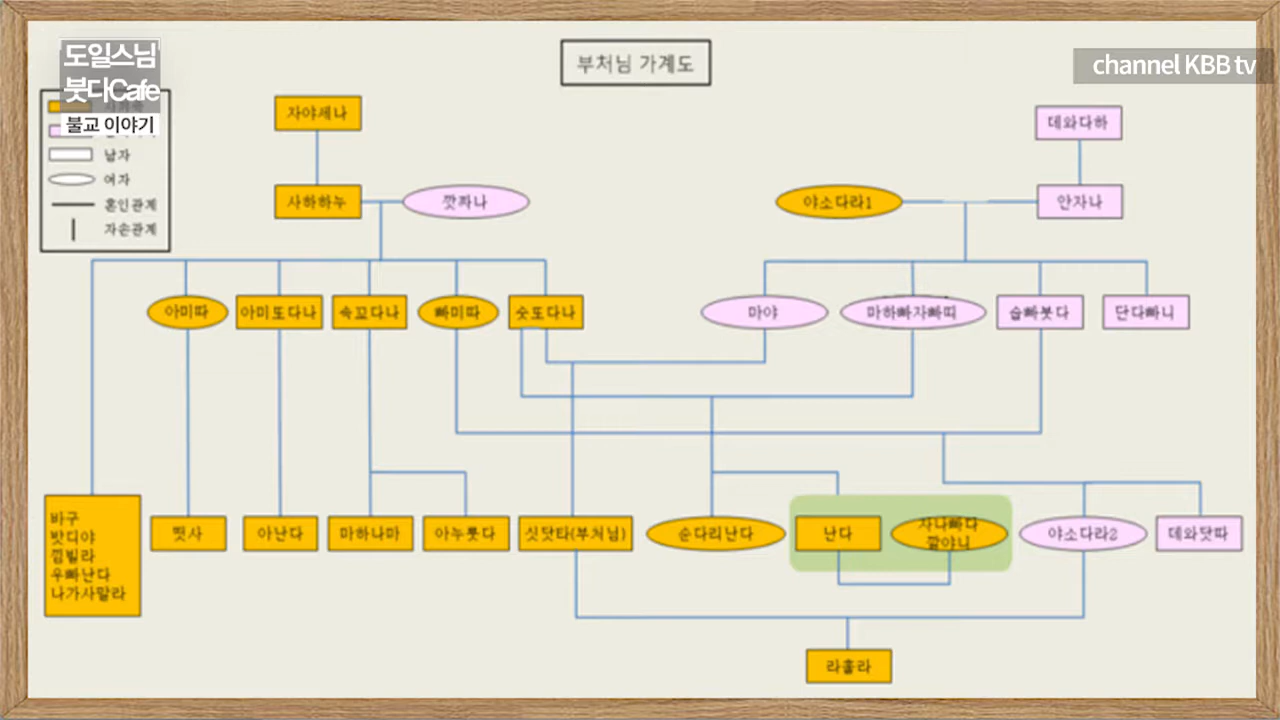 도일스님
붓다Cafe
불교 이야기
부처님 가계도
channel KBB tv
남자
여자
혼인관계
자손관계
자야세나
데와다하
사하하누
깟짜나
야소다라1
안자나
아미따
아미또다나
속꼬다나
빠미따
숫또다나
마야
마하빠자빠띠
습빠붓다
단다빠니
바구
밧디야
낌빌라
우빠난다
나가사말라
띳사
아난다
마하나마
아누룻다
싯닷타(부처님)
순다리난다
난다
자나빠다
깔야니
야소다라2
데와닷따
라훌라